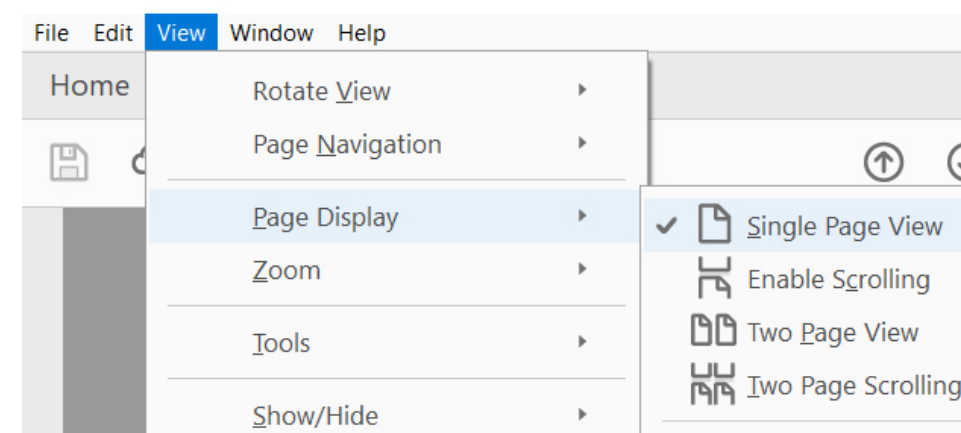 File Edit View Window Help
Home
Rotate View
Page Navigation
Page Display
Zoom
Tools
Show/Hide
Single Page View
Enable Scrolling
Two Page View
Two Page Scrolling